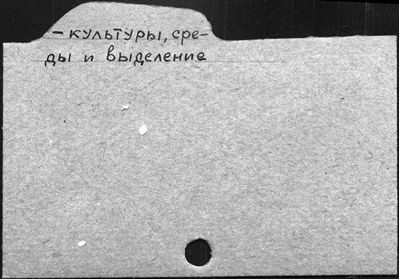 - культуры, сре-
ды и выделение